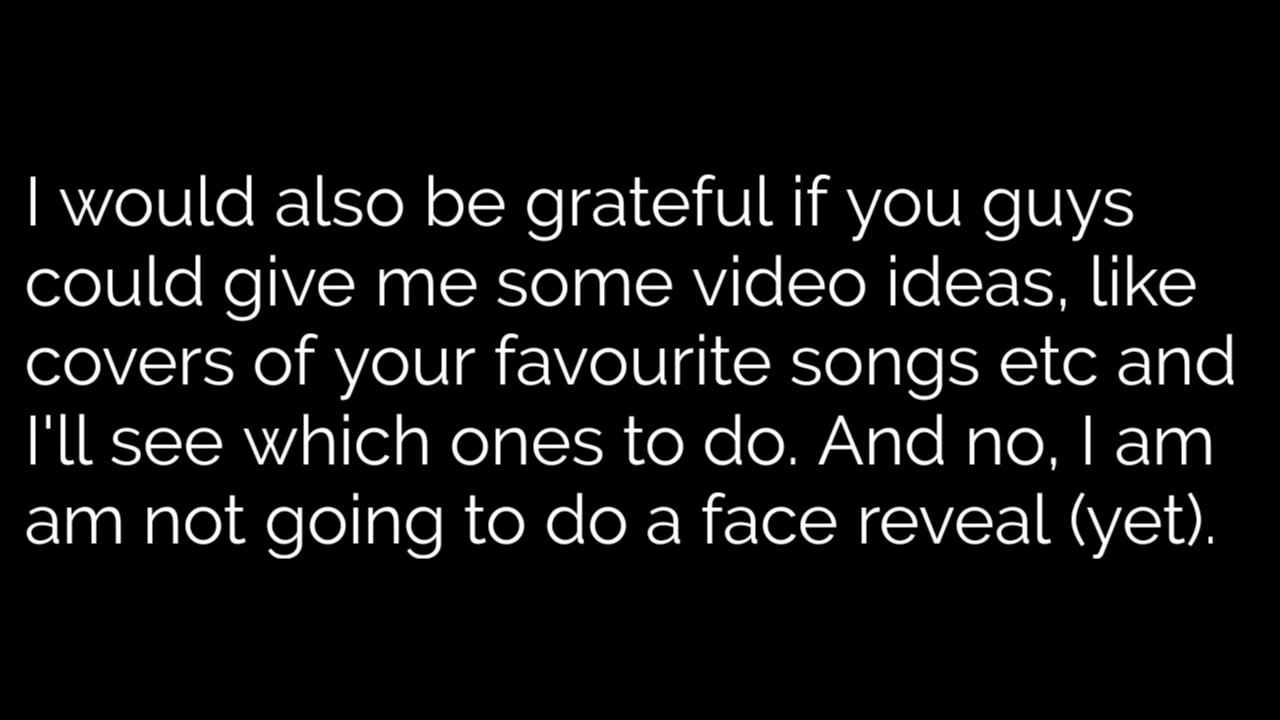 I would also be grateful if you guys
could give me some video ideas, like
covers of your favourite songs etc and
I'll see which ones to do. And no, I am
am not going to do a face reveal (yet).